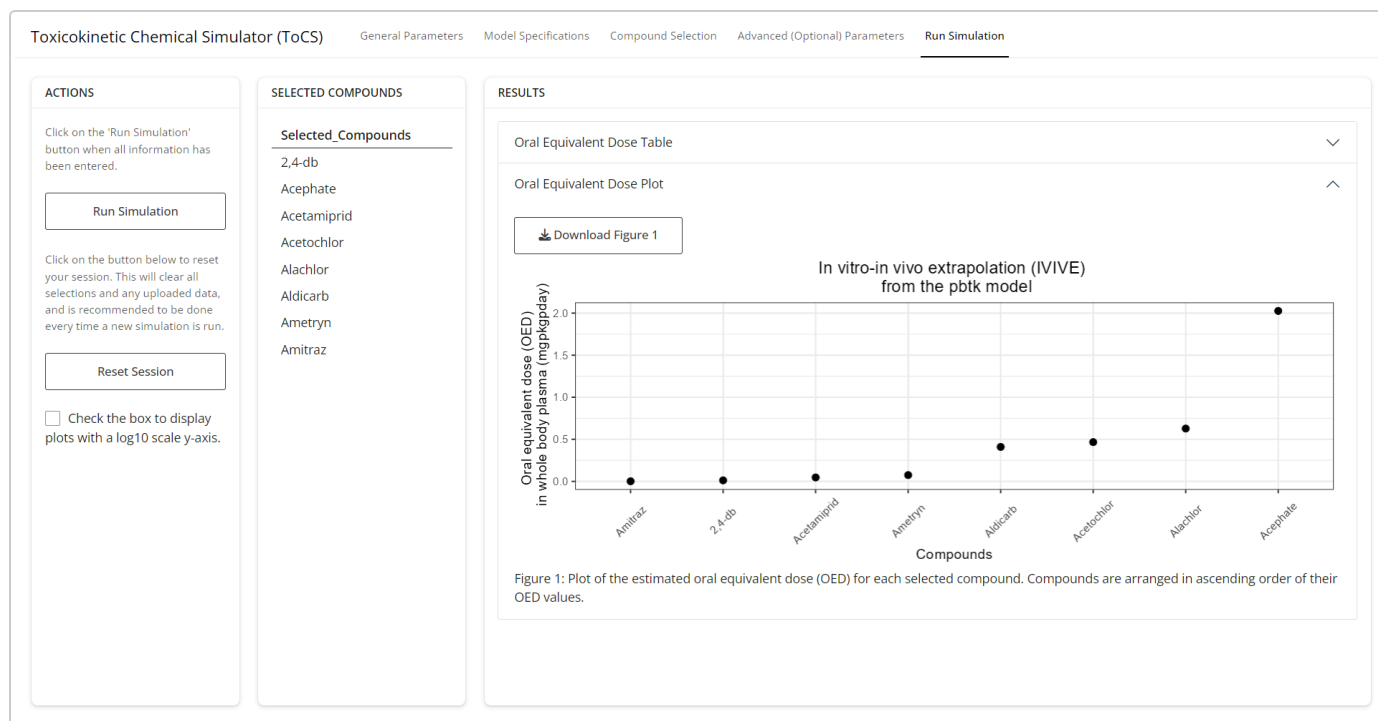 Toxicokinetic Chemical Simulator (ToCS)
General Parameters
Model Specifications
Compound Selection
Advanced (Optional) Parameters
Run Simulation
ACTIONS
Click on the 'Run Simulation'
button when all information has
been entered.
Run Simulation
Click on the button below to reset
your session. This will clear all
selections and any uploaded data,
and is recommended to be done
every time a new simulation is run.
Reset Session
Check the box to display
plots with a log10 scale y-axis.
SELECTED COMPOUNDS
Selected_Compounds
2,4-db
Acephate
Acetamiprid
Acetochlor
Alachlor
Aldicarb
Ametryn
Amitraz
RESULTS
Oral Equivalent Dose Table
Oral Equivalent Dose Plot
Download Figure 1
In vitro-in vivo extrapolation (IVIVE)
from the pbtk model
Oral equivalent dose (OED)
in whole body plasma (mgpkgpday)
2.0
1.5
1.0
0.5
0.0
Amitraz
2,4-db
Acetamiprid
Ametryn
Aldicarb
Acetochlor
Alachlor
Acephate
Compounds
Figure 1: Plot of the estimated oral equivalent dose (OED) for each selected compound. Compounds are arranged in ascending order of their
OED values.